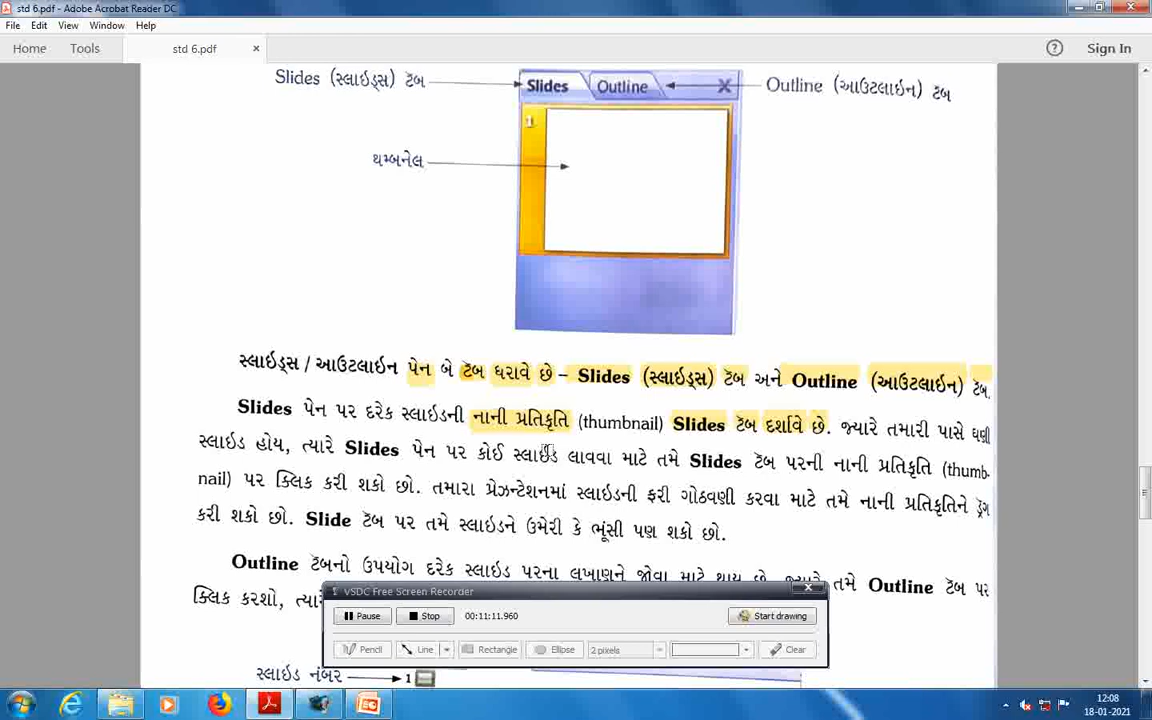 std 6.pdf - Adobe Acrobat Reader DC
File Edit View Window Help
Home Tools std 6.pdf × Sign In
Slides (સ્લાઇડ્સ) ટૅબ
Slides Outline X
Outline (આઉટલાઇન) ટૅબ
1
થમ્બનેલ
સ્લાઇડ્સ / આઉટલાઇન પેન બે ટૅબ ધરાવે છે – Slides (સ્લાઇડ્સ) ટૅબ અને Outline (આઉટલાઇન) ટૅબ.
Slides પેન પર દરેક સ્લાઇડની નાની પ્રતિકૃતિ (thumbnail) Slides ટૅબ દર્શાવે છે. જ્યારે તમારી પાસે ઘણી
સ્લાઇડ હોય, ત્યારે Slides પેન પર કોઈ સ્લાઈડ લાવવા માટે તમે Slides ટૅબ પરની નાની પ્રતિકૃતિ (thumb-
nail) પર ક્લિક કરી શકો છો. તમારા પ્રેઝન્ટેશનમાં સ્લાઇડની ફરી ગોઠવણી કરવા માટે તમે નાની પ્રતિકૃતિને ડ્રૅગ
કરી શકો છો. Slide ટૅબ પર તમે સ્લાઇડને ઉમેરી કે ભૂંસી પણ શકો છો.
Outline ટૅબનો ઉપયોગ દરેક સ્લાઇડ પરના લખાણને જોવા માટે થાય છે. જ્યારે તમે Outline ટૅબ પર
ક્લિક કરશો,
VSDC Free Screen Recorder
Pause Stop 00:11:11.960 Start drawing
Pencil Line Rectangle Ellipse 2 pixels Clear
સ્લાઇડ નંબર 1
12:08
18-01-2021